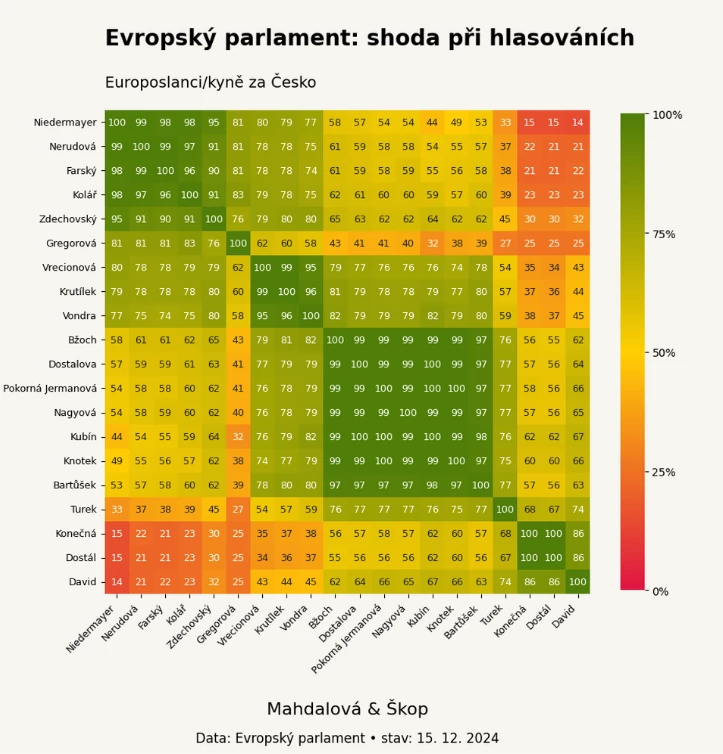 Evropský parlament: shoda při hlasováních
Europoslanci/kyně za Česko
Niedermayer 100 99 98 98 95 81 80 79 77 58 57 54 54 44 49 53 33 15 15 14
Nerudová 99 100 99 97 91 81 78 78 75 61 59 58 58 54 55 57 37 22 21 21
Farský 98 99 100 96 90 81 78 78 74 61 59 58 59 55 56 58 38 21 21 22
Kolář 98 97 96 100 91 83 79 78 75 62 61 60 60 59 57 60 39 23 23 23
Zdechovský 95 91 90 91 100 76 79 80 80 65 63 62 62 64 62 62 45 30 30 32
Gregorová 81 81 81 83 76 100 62 60 58 43 41 41 40 32 38 39 27 25 25 25
Vrecionová 80 78 78 79 79 62 100 99 95 79 77 76 76 76 74 78 54 35 34 43
Krutílek 79 78 78 78 80 60 99 100 96 81 79 78 78 79 77 80 57 37 36 44
Vondra 77 75 74 75 80 58 95 96 100 82 79 79 79 82 79 80 59 38 37 45
Bžoch 58 61 61 62 65 43 79 81 82 100 99 99 99 99 99 97 76 56 55 62
Dostalova 57 59 59 61 63 41 77 79 79 99 100 99 99 100 99 97 77 57 56 64
Pokorná Jermanová 54 58 58 60 62 41 76 78 79 99 99 100 99 100 100 97 77 58 56 66
Nagyová 54 58 59 60 62 40 76 78 79 99 99 99 100 99 99 97 77 57 56 65
Kubín 44 54 55 59 64 32 76 79 82 99 100 100 99 100 99 98 76 62 62 67
Knotek 49 55 56 57 62 38 74 77 79 99 99 100 99 99 100 97 75 60 60 66
Bartůšek 53 57 58 60 62 39 78 80 80 97 97 97 97 98 97 100 77 57 56 63
Turek 33 37 38 39 45 27 54 57 59 76 77 77 77 76 75 77 100 68 67 74
Konečná 15 22 21 23 30 25 35 37 38 56 57 58 57 62 60 57 68 100 100 86
Dostál 15 21 21 23 30 25 34 36 37 55 56 56 56 62 60 56 67 100 100 86
David 14 21 22 23 32 25 43 44 45 62 64 66 65 67 66 63 74 86 86 100
Niedermayer Nerudová Farský Kolář Zdechovský Gregorová Vrecionová Krutílek Vondra Bžoch Dostalova Pokorná Jermanová Nagyová Kubín Knotek Bartůšek Turek Konečná Dostál David
100%
75%
50%
25%
0%
Mahdalová & Škop
Data: Evropský parlament • stav: 15. 12. 2024